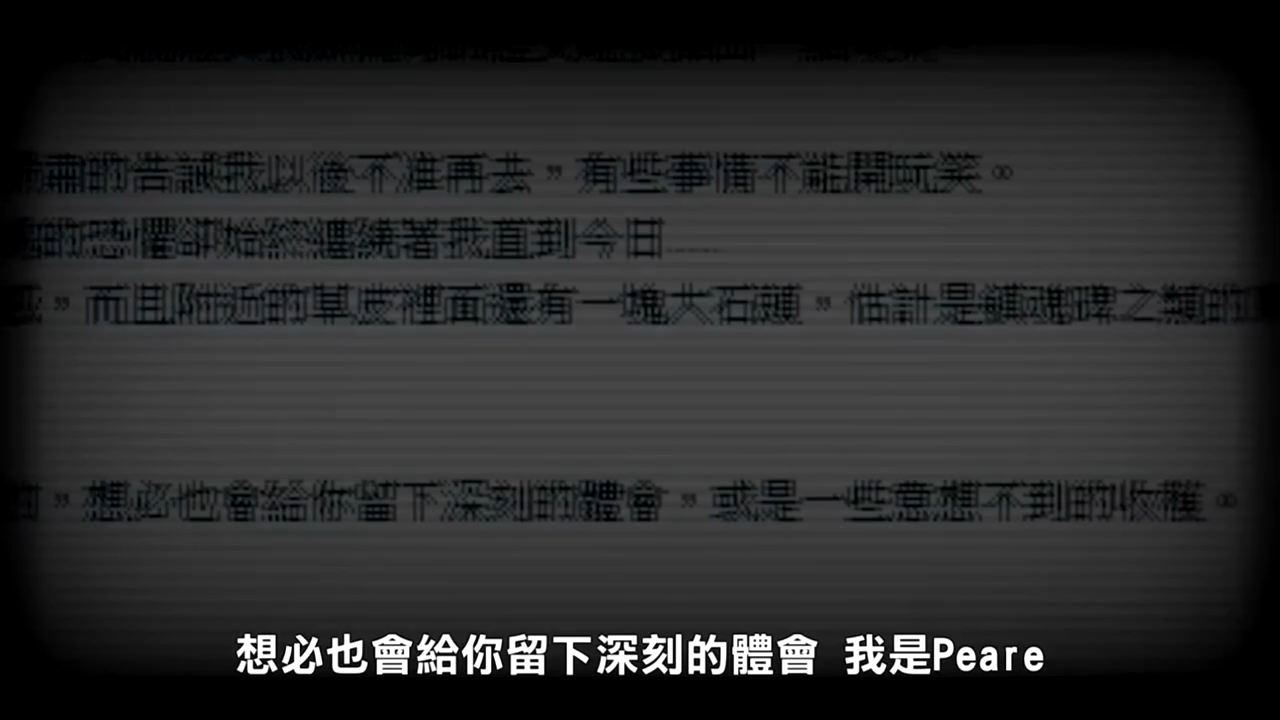 的告誡我以後不准再去，有些事情不能開玩笑。
的恐懼卻始終纏繞著我直到今日……
，而且附近的草皮裡面還有一塊大石頭，估計是鎮魂碑之類的
，想必也會給你留下深刻的體會，或是一些意想不到的收穫。
想必也會給你留下深刻的體會 我是Peare